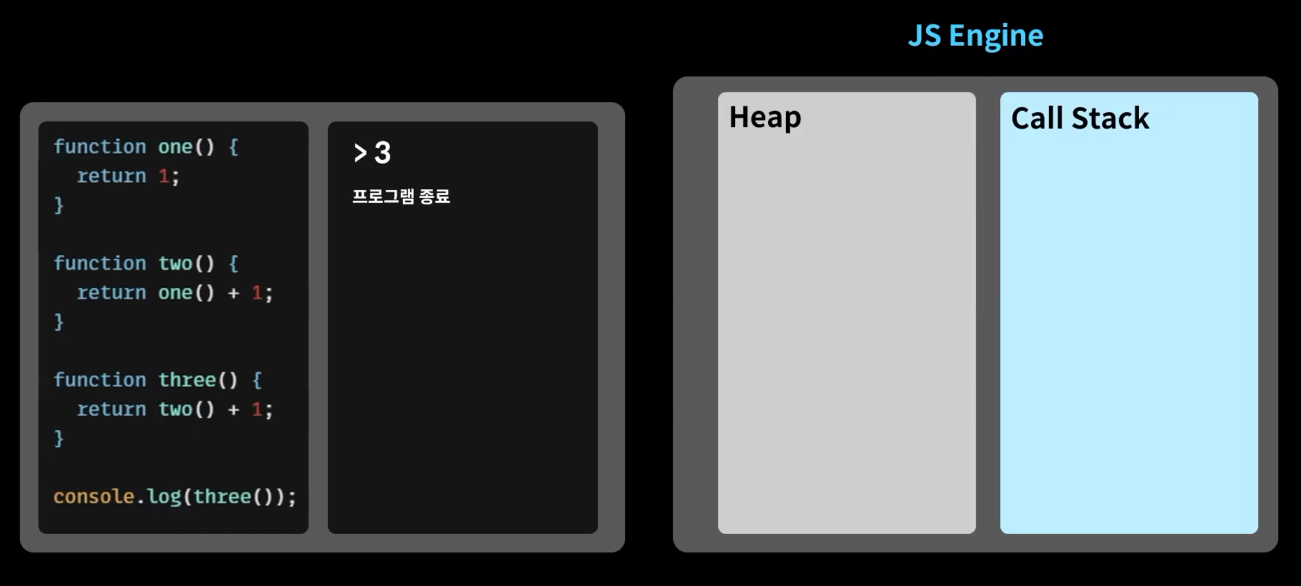 function one() {
  return 1;
}
function two() {
  return one() + 1;
}
function three() {
  return two() + 1;
}
console.log(three());
> 3
프로그램 종료
JS Engine
Heap
Call Stack